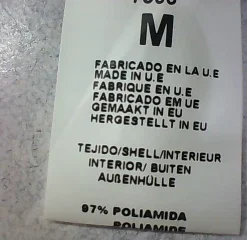 M
FABRICADO EN LA U.E
MADE IN U.E
FABRIQUE EN U.E
FABRICADO EM UE
GEMAAKT IN EU
HERGESTELLT IN EU
TEJIDO/SHELL/INTERIEUR
INTERIOR/ BUITEN
AUßENHÜLLE
97% POLIAMIDA
POLIAMIDE